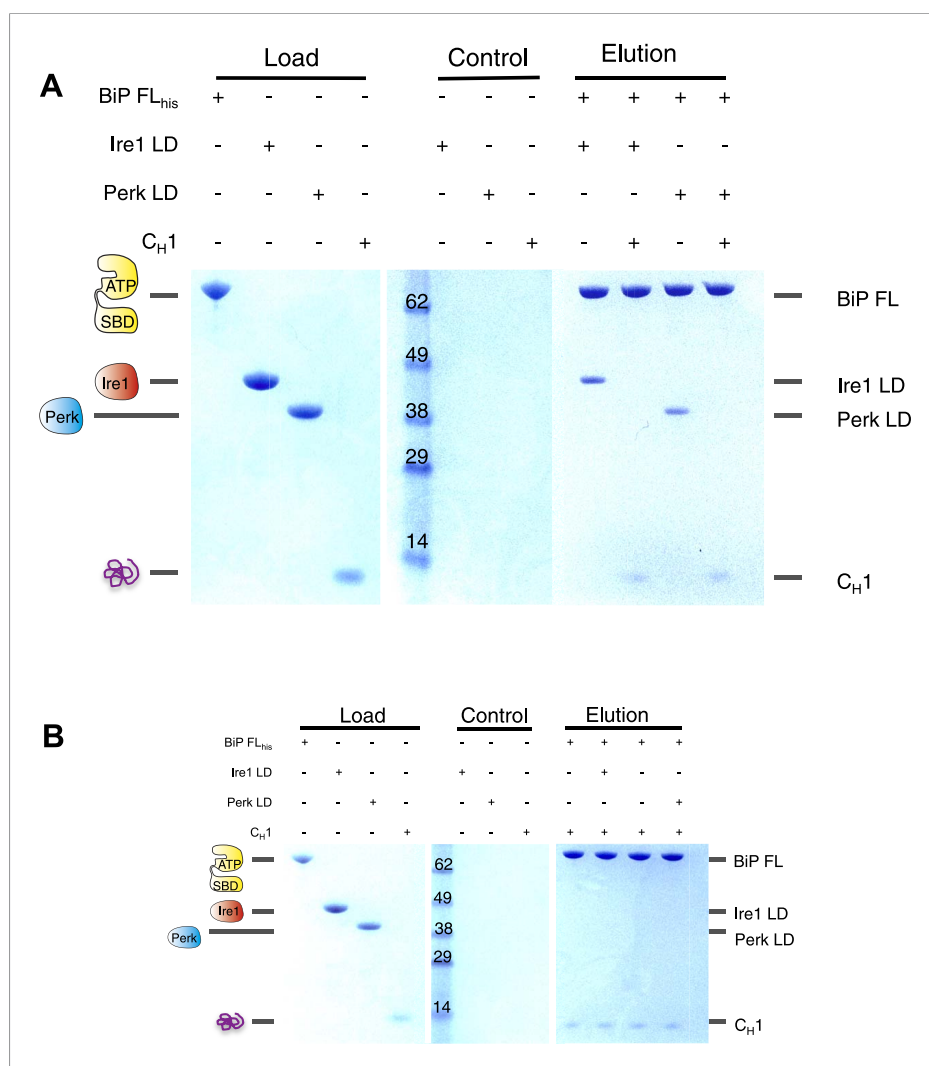 A
Load Control Elution
BiP FLhis + - - - - - - + + + +
Ire1 LD - + - - + - - + + - -
Perk LD - - + - - + - - - + +
CH1 - - - + - - + - + - +
ATP
SBD
62
BiP FL
49
Ire1
Ire1 LD
Perk
38
Perk LD
29
14
CH1
B
Load Control Elution
BiP FLhis + - - - - - - + + + +
Ire1 LD - + - - + - - - + - -
Perk LD - - + - - + - - - - +
CH1 - - - + - - + + + + +
ATP
62
BiP FL
SBD
49
Ire1
Ire1 LD
38
Perk
Perk LD
29
14
CH1